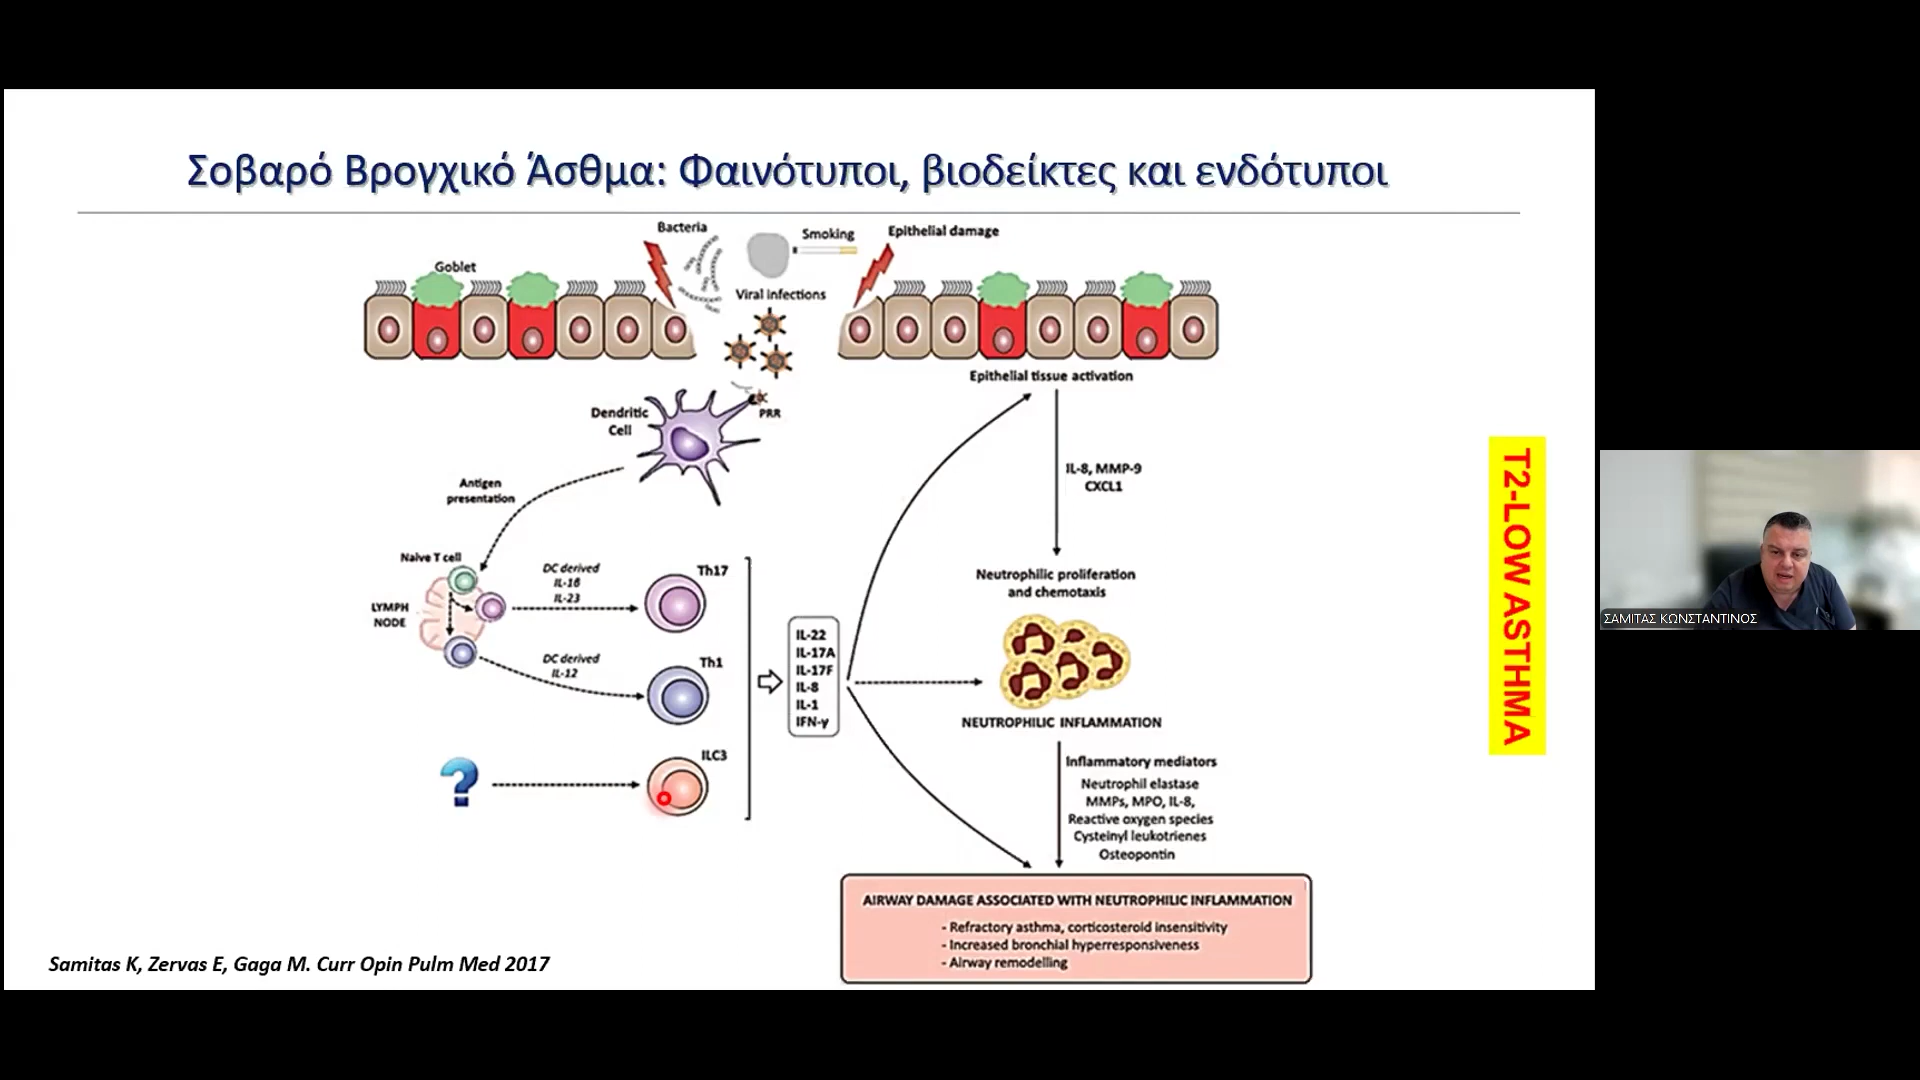 Σοβαρό Βρογχικό Άσθμα: Φαινότυποι, βιοδείκτες και ενδότυποι
Bacteria
Smoking
Epithelial damage
Goblet
Viral infections
Epithelial tissue activation
Dendritic
Cell
PRR
IL-8, MMP-9
CXCL1
Antigen
presentation
Naive T cell
LYMPH
NODE
DC derived
IL-16
IL-23
Th17
DC derived
IL-12
Th1
ILC3
?
IL-22
IL-17A
IL-17F
IL-8
IL-1
IFN-γ
Neutrophilic proliferation
and chemotaxis
NEUTROPHILIC INFLAMMATION
Inflammatory mediators
Neutrophil elastase
MMPs, MPO, IL-8,
Reactive oxygen species
Cysteinyl leukotrienes
Osteopontin
AIRWAY DAMAGE ASSOCIATED WITH NEUTROPHILIC INFLAMMATION
- Refractory asthma, corticosteroid insensitivity
- Increased bronchial hyperresponsiveness
- Airway remodelling
T2-LOW ASTHMA
Samitas K, Zervas E, Gaga M. Curr Opin Pulm Med 2017
ΣΑΜΙΤΑΣ ΚΩΝΣΤΑΝΤΙΝΟΣ